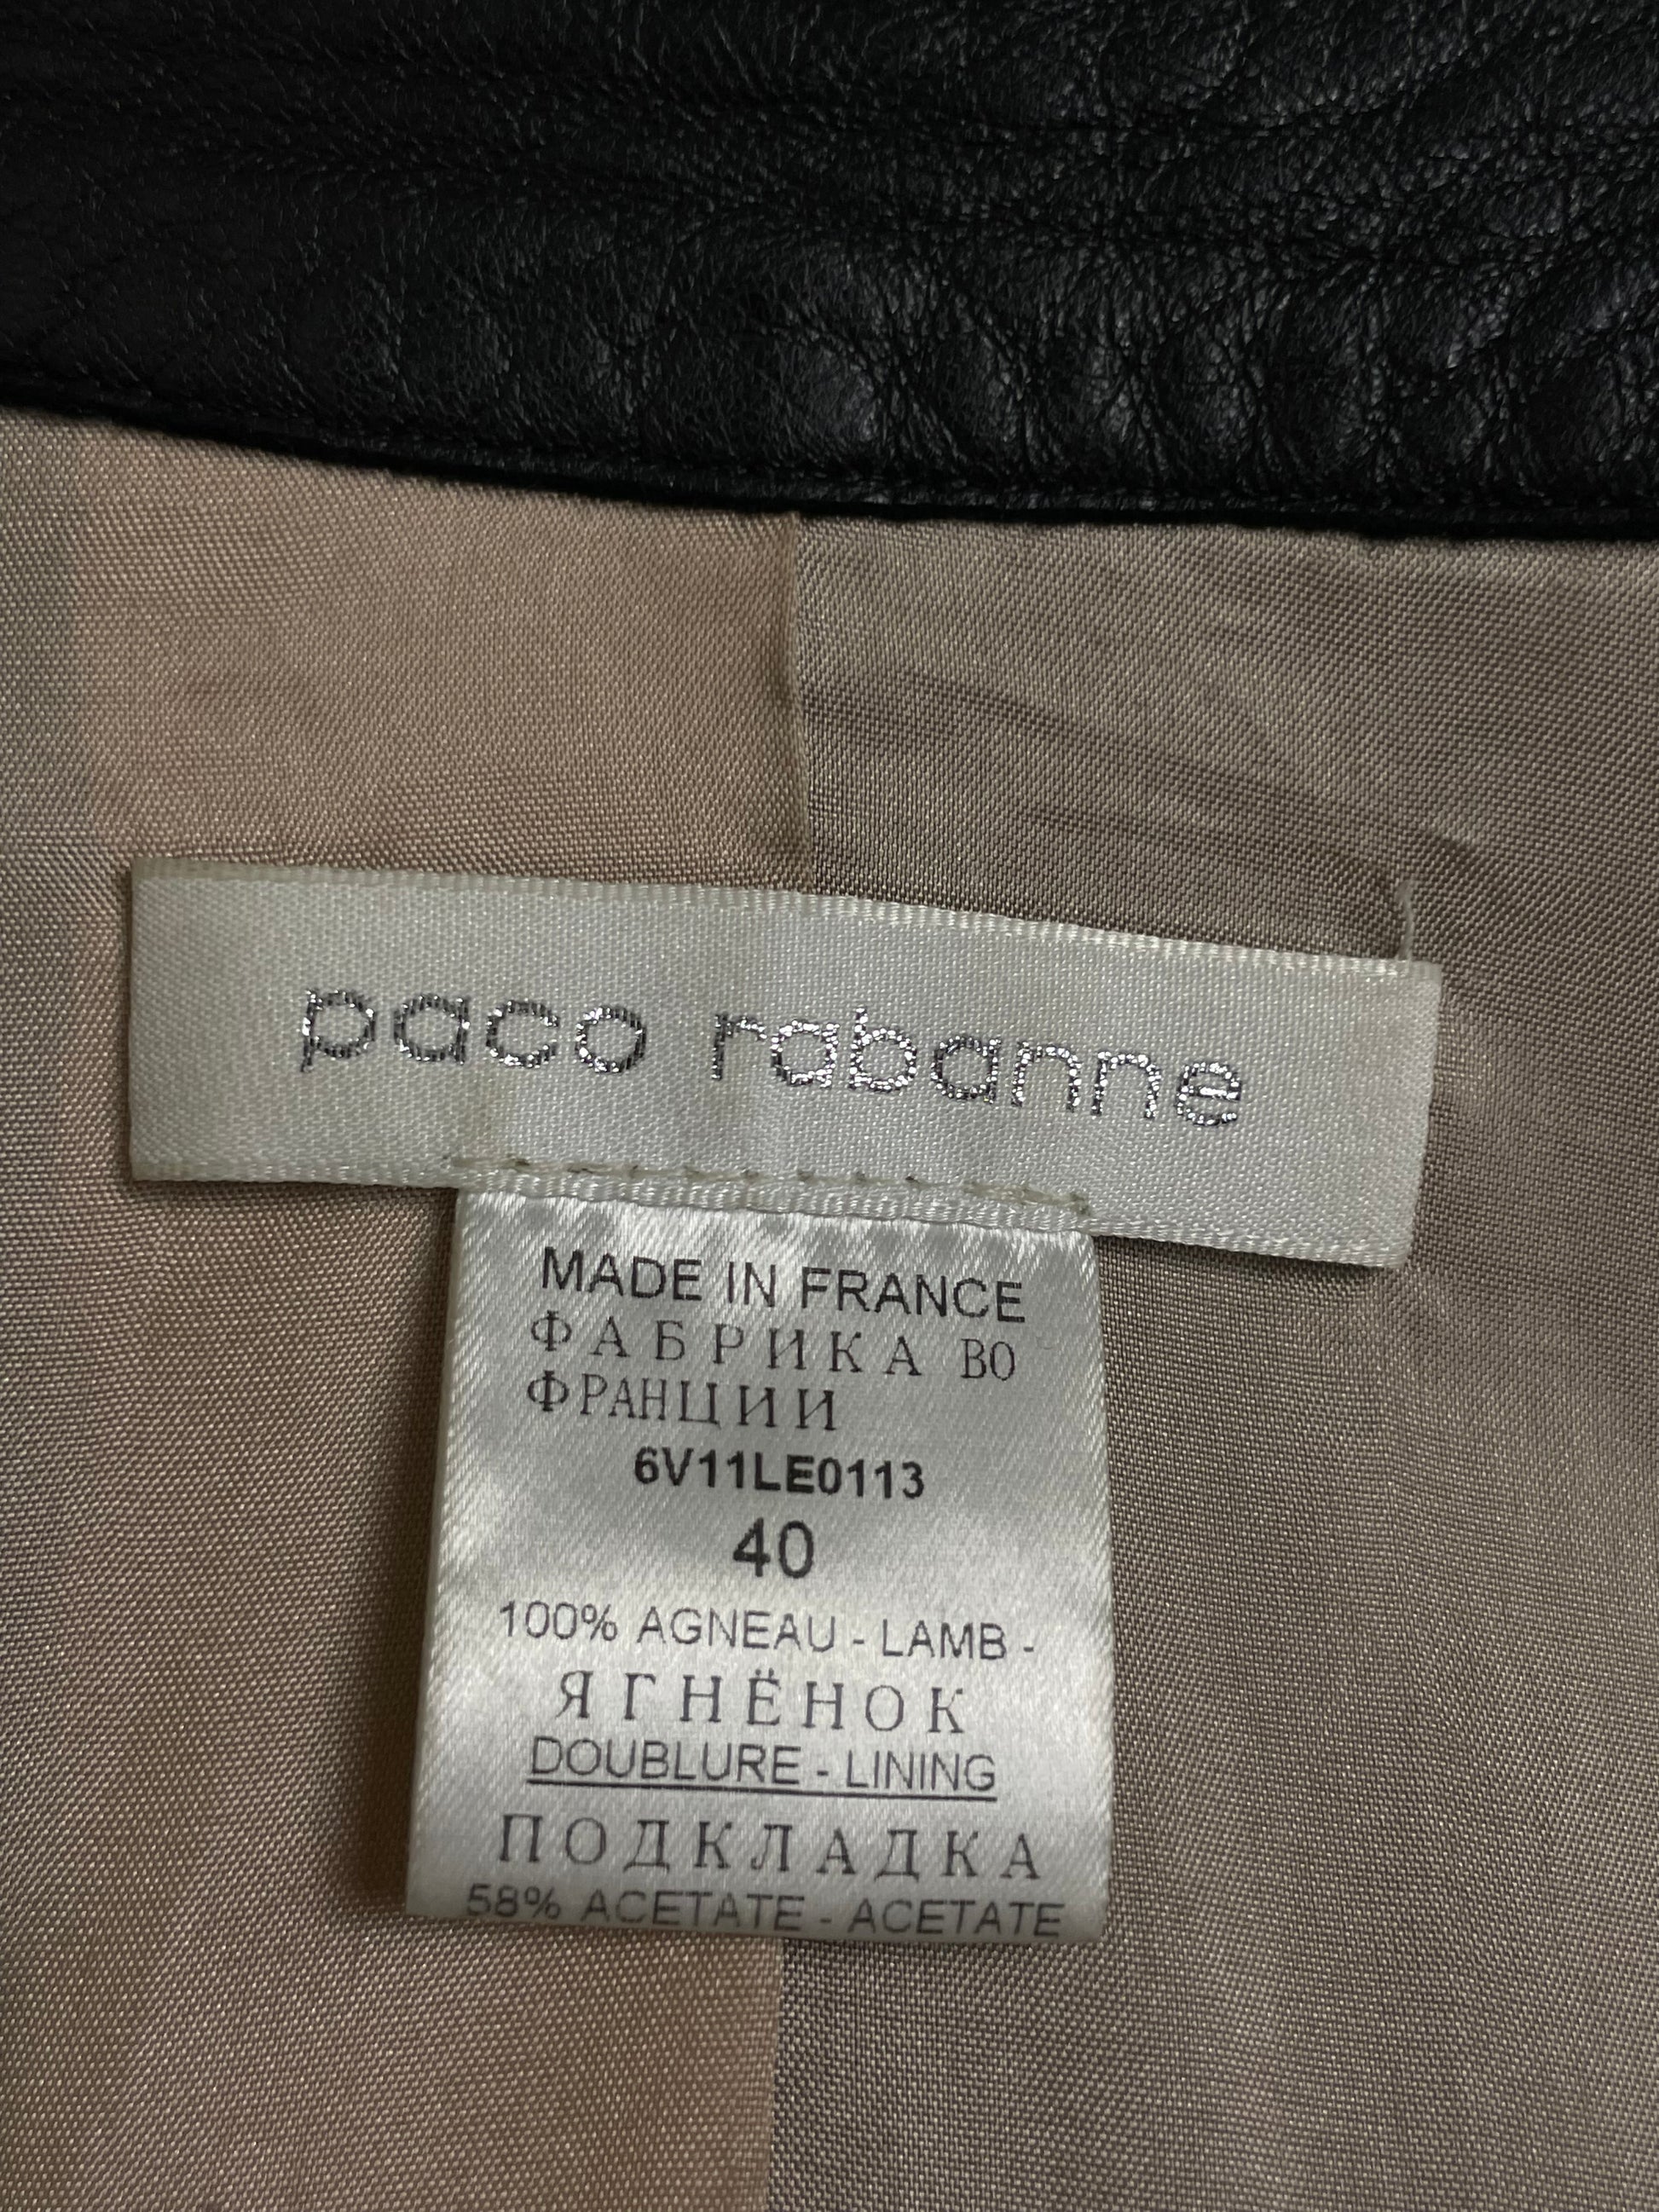 paco rabanne
MADE IN FRANCE
ФАБРИКА ВО
ФРАНЦИИ
6V11LE0113
40
100% AGNEAU - LAMB -
ЯГНЁНОК
DOUBLURE - LINING
ПОДКЛАДКА
58% ACETATE - ACETATE